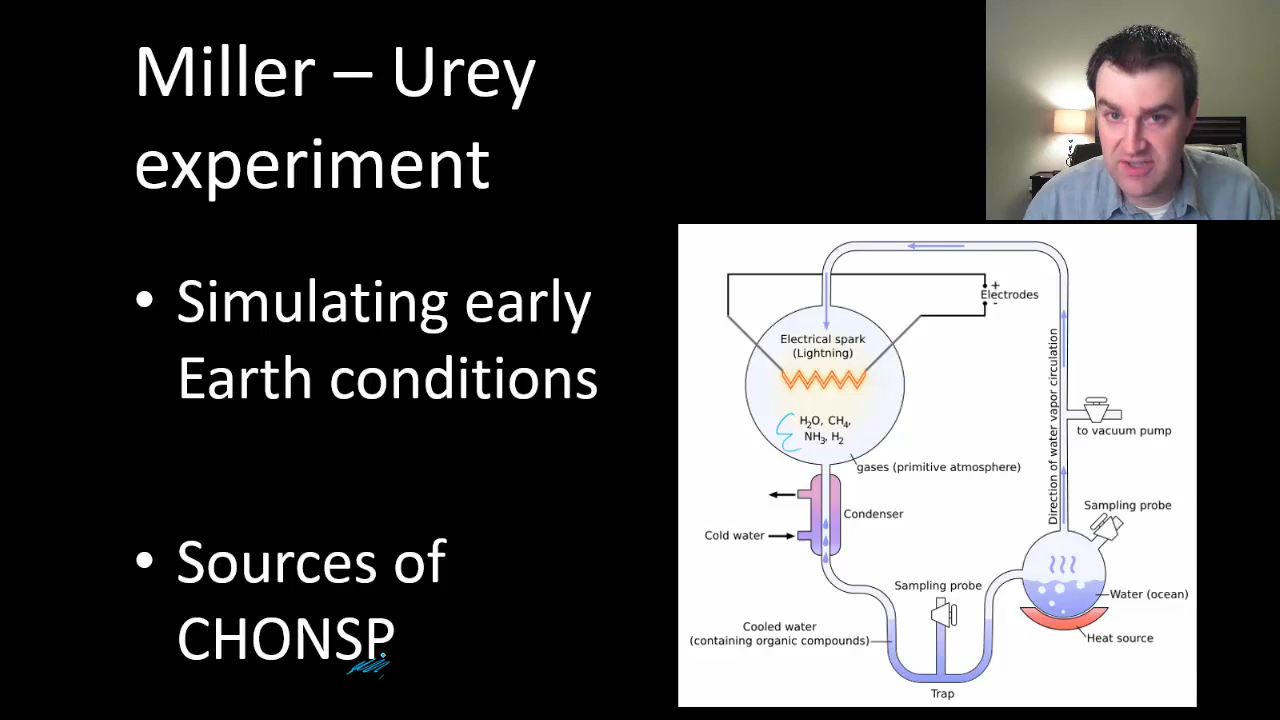 Miller – Urey
experiment
• Simulating early
Earth conditions
• Sources of
CHONSP
+
Electrodes
-
Electrical spark
(Lightning)
H₂O, CH₄,
NH₃, H₂
gases (primitive atmosphere)
Direction of water vapor circulation
to vacuum pump
Condenser
Cold water
Sampling probe
Sampling probe
Water (ocean)
Cooled water
(containing organic compounds)
Heat source
Trap